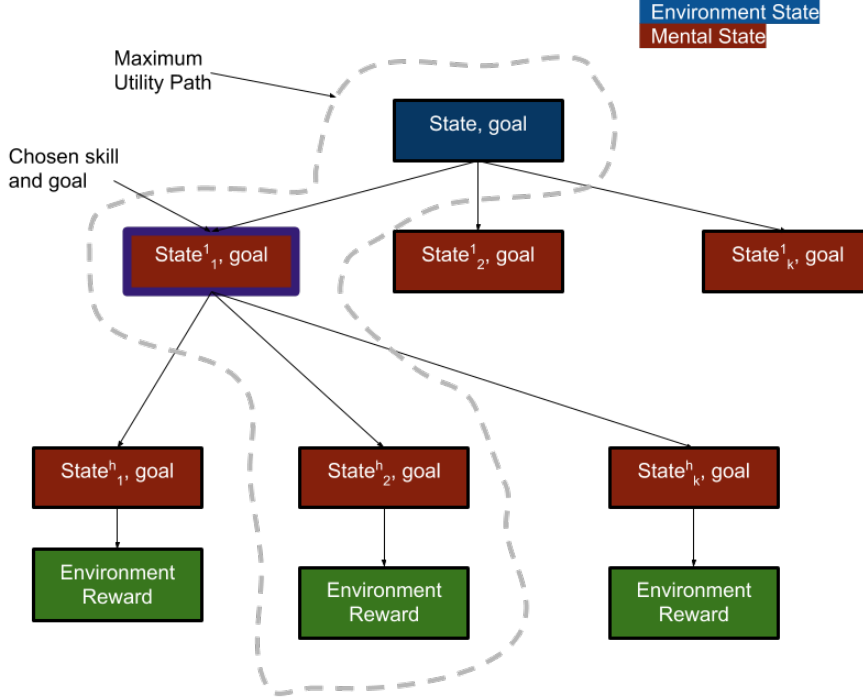 Environment State
Mental State
Maximum
Utility Path
State, goal
Chosen skill
and goal
State¹₁, goal
State¹₂, goal
State¹ₖ, goal
Stateʰ₁, goal
Stateʰ₂, goal
Stateʰₖ, goal
Environment
Reward
Environment
Reward
Environment
Reward